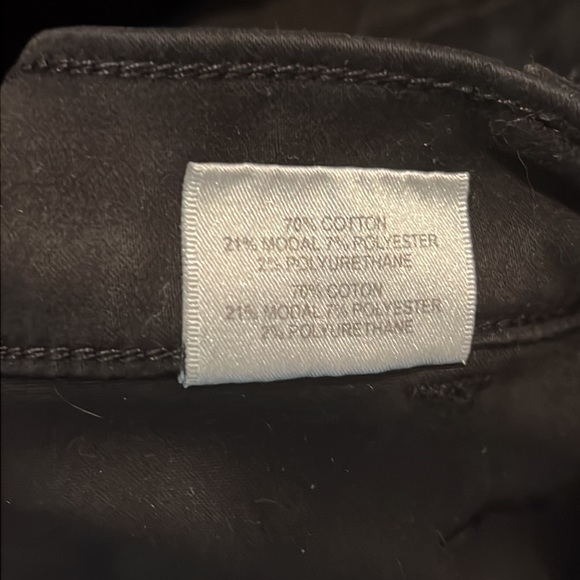 70% COTTON
21% MODAL 7% POLYESTER
2% POLYURETHANE
70% COTON
21% MODAL 7% POLYESTER
2% POLYURETHANE